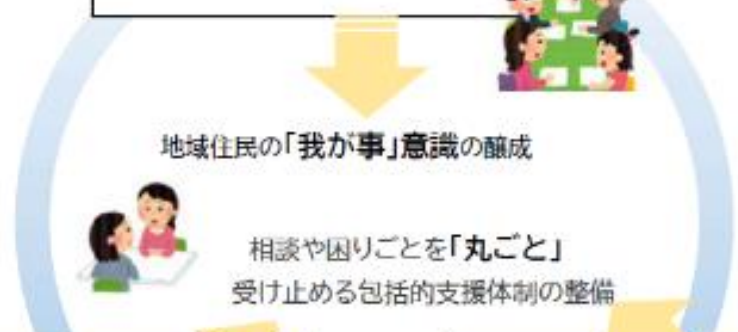 地域住民の「我が事」意識の醸成
相談や困りごとを「丸ごと」
受け止める包括的支援体制の整備